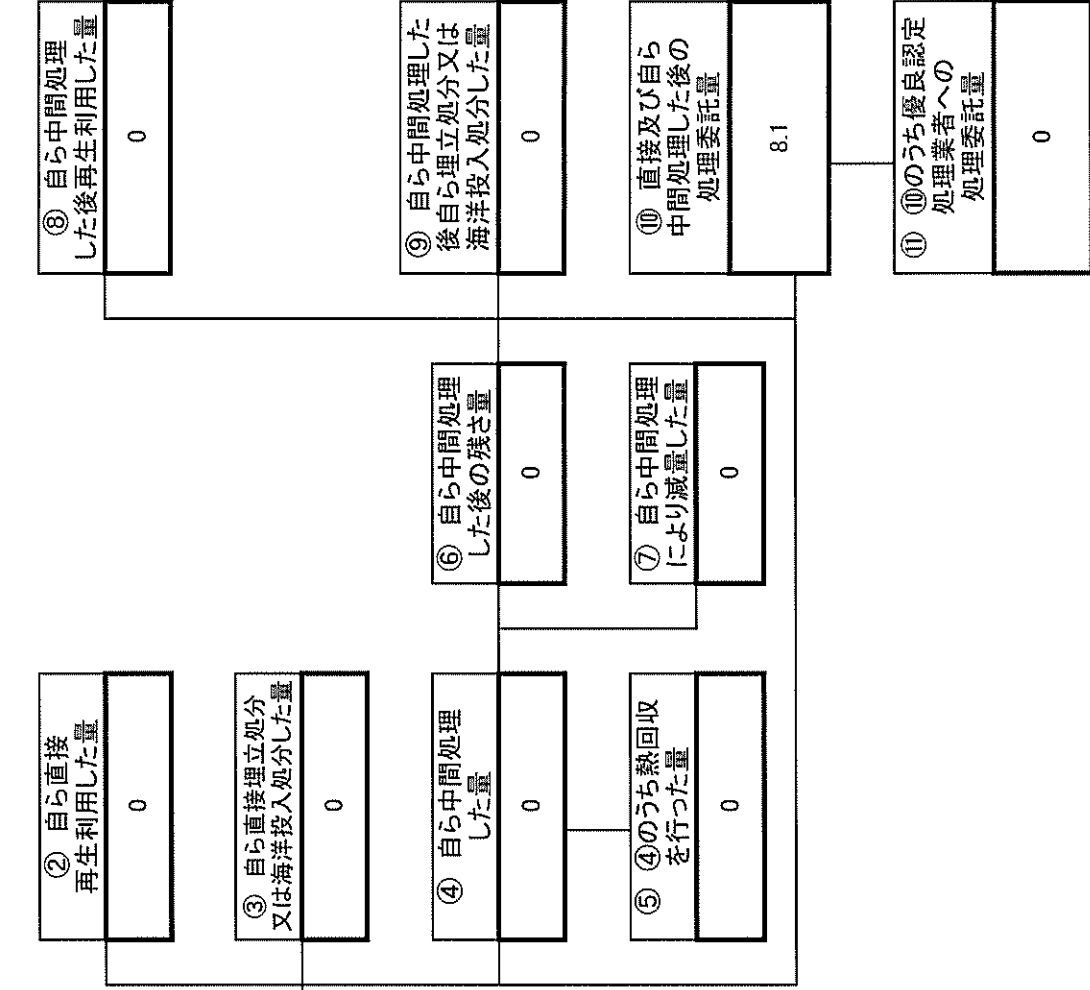 ② 自ら直接
再生利用した量
0
③ 自ら直接埋立処分
又は海洋投入処分した量
0
④ 自ら中間処理
した量
0
⑤ ④のうち熱回収
を行った量
0
⑥ 自ら中間処理
した後の残さ量
0
⑦ 自ら中間処理
により減量した量
0
⑧ 自ら中間処理
した後再生利用した量
0
⑨ 自ら中間処理した
後自ら埋立処分又は
海洋投入処分した量
0
⑩ 直接及び自ら
中間処理した後の
処理委託量
8.1
⑪ ⑩のうち優良認定
処理業者への
処理委託量
0